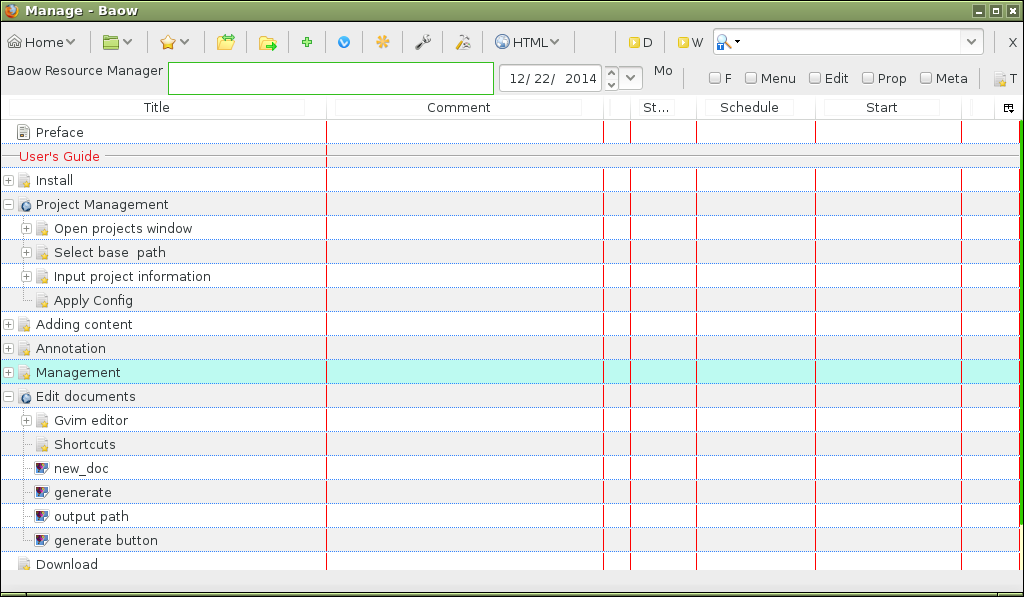 Manage - Baow
Home HTML D W X
Baow Resource Manager 12/ 22/ 2014 Mo F Menu Edit Prop Meta T
Title Comment St... Schedule Start
Preface
User's Guide
Install
Project Management
Open projects window
Select base  path
Input project information
Apply Config
Adding content
Annotation
Management
Edit documents
Gvim editor
Shortcuts
new_doc
generate
output path
generate button
Download